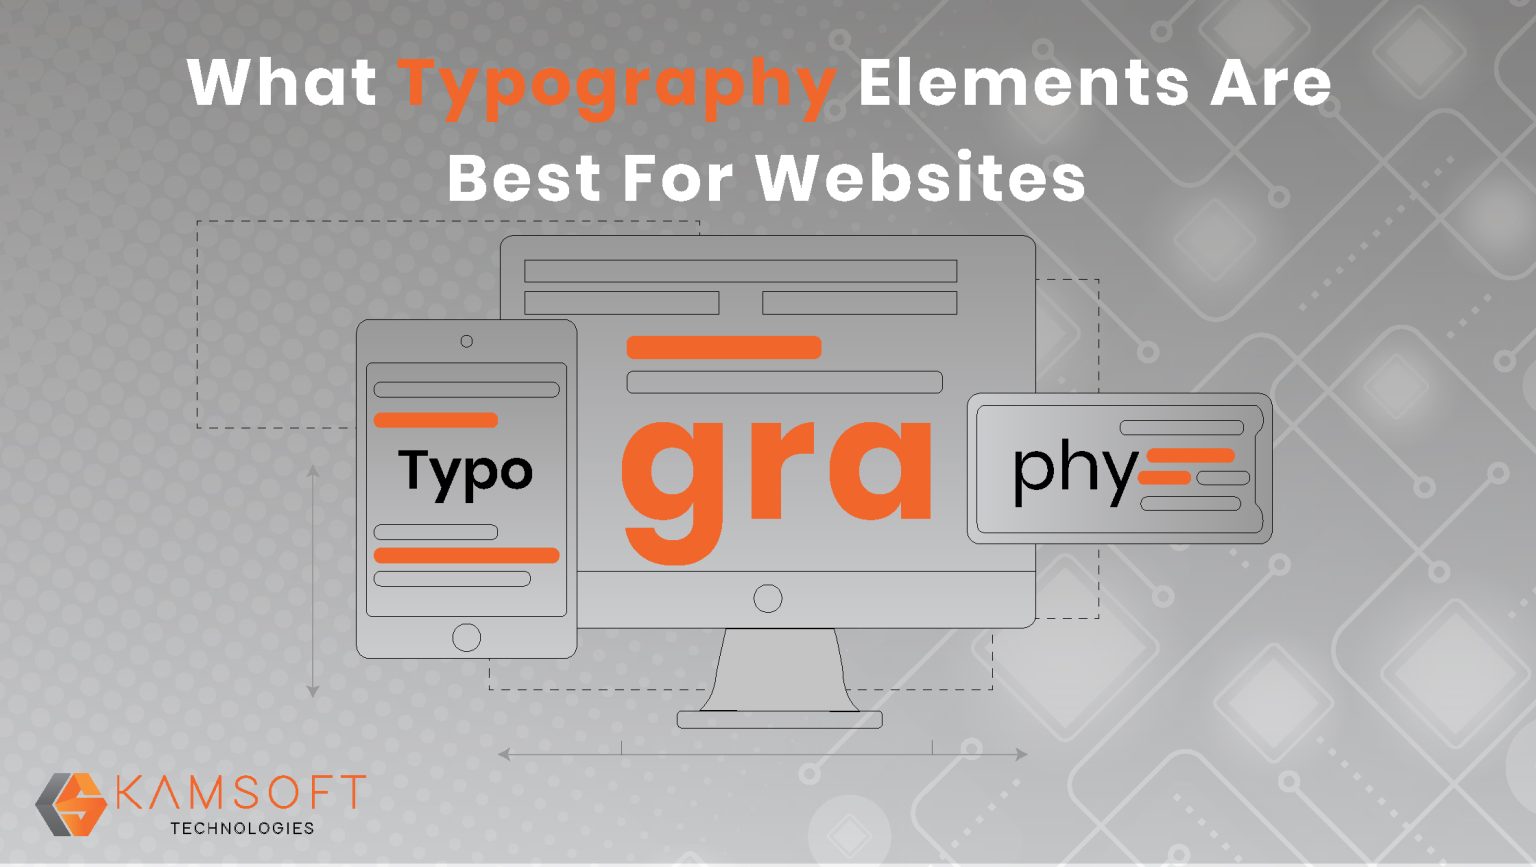 What Typography Elements Are
Best For Websites
Typo
gra
phy
KAMSOFT
TECHNOLOGIES